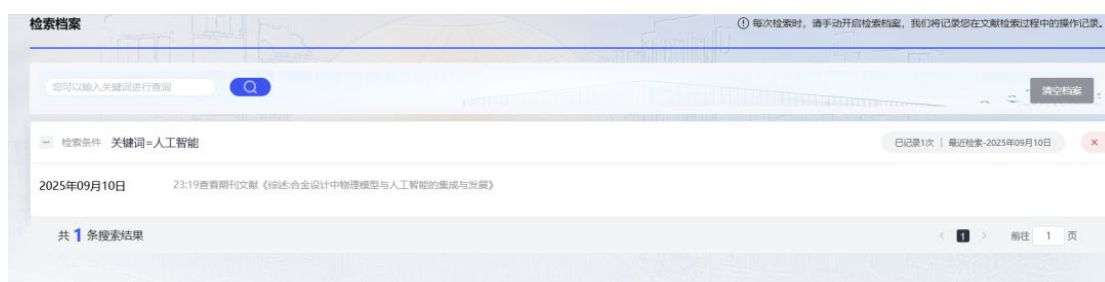 检索档案
每次检索时，请手动开启检索档案，我们将记录您在文献检索过程中的操作记录。
您可以输入关键词进行查询
清空档案
检索条件 关键词=人工智能
已记录1次 | 最近检索-2025年09月10日
2025年09月10日 23:19查看期刊文献《综述:合金设计中物理模型与人工智能的集成与发展》
共 1 条搜索结果
< 1 > 前往 1 页